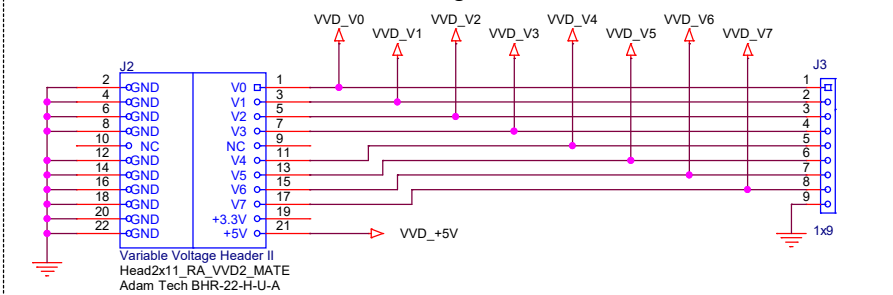 VVD_V0 VVD_V2 VVD_V4 VVD_V6
VVD_V1 VVD_V3 VVD_V5 VVD_V7
J2 J3
2 GND V0 1 1
4 GND V1 3 2
6 GND V2 5 3
8 GND V3 7 4
10 NC NC 9 5
12 GND V4 11 6
14 GND V5 13 7
16 GND V6 15 8
18 GND V7 17 9
20 GND +3.3V 19
22 GND +5V 21 VVD_+5V
1x9
Variable Voltage Header II
Head2x11_RA_VVD2_MATE
Adam Tech BHR-22-H-U-A